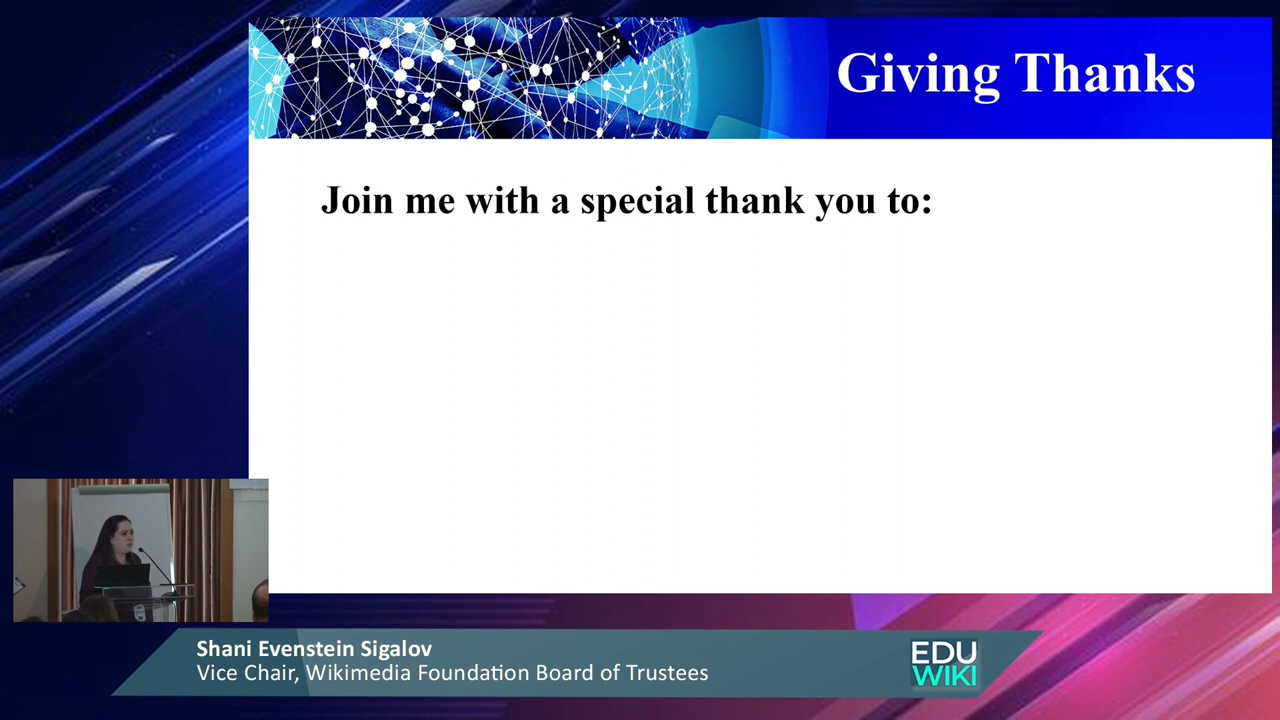 Giving Thanks
Join me with a special thank you to:
Shani Evenstein Sigalov
Vice Chair, Wikimedia Foundation Board of Trustees
EDU
WIKI